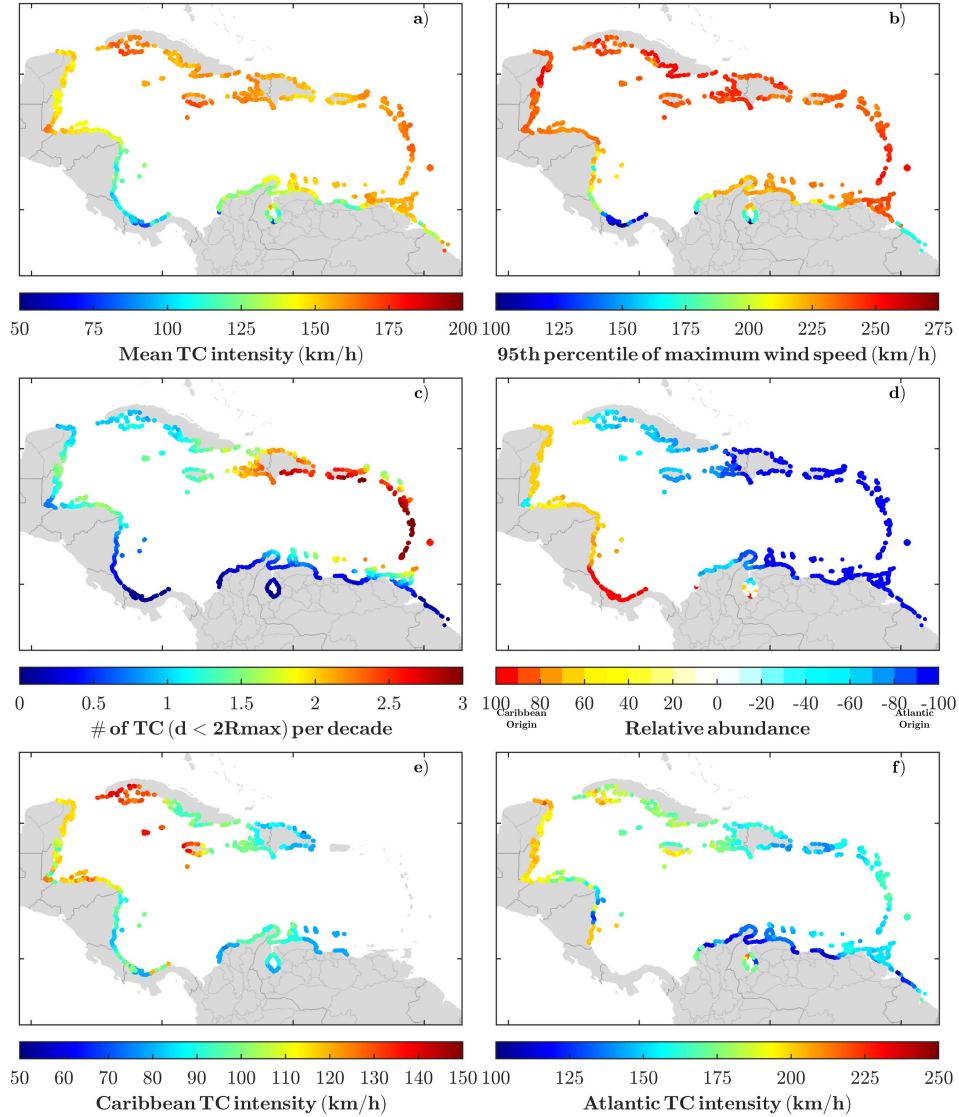 a)
b)
50 75 100 125 150 175 200
100 125 150 175 200 225 250 275
Mean TC intensity (km/h)
95th percentile of maximum wind speed (km/h)
c)
d)
0 0.5 1 1.5 2 2.5 3
100 80 60 40 20 0 -20 -40 -60 -80 -100
# of TC (d < 2Rmax) per decade
Caribbean
Origin
Relative abundance
Atlantic
Origin
e)
f)
50 60 70 80 90 100 110 120 130 140 150
100 125 150 175 200 225 250
Caribbean TC intensity (km/h)
Atlantic TC intensity (km/h)